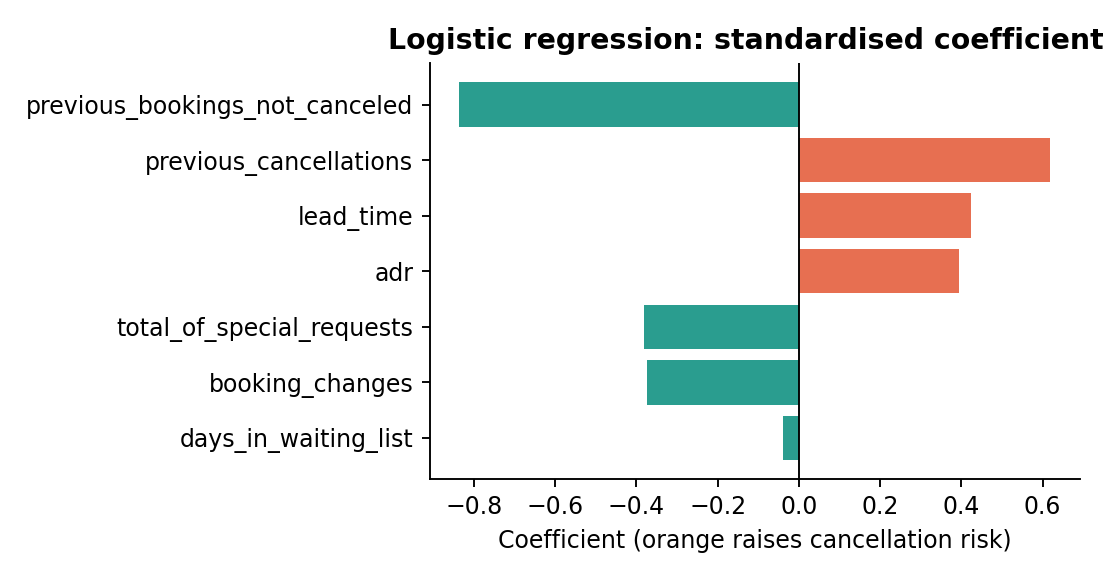 Logistic regression: standardised coefficient
previous_bookings_not_canceled
previous_cancellations
lead_time
adr
total_of_special_requests
booking_changes
days_in_waiting_list
−0.8 −0.6 −0.4 −0.2 0.0 0.2 0.4 0.6
Coefficient (orange raises cancellation risk)